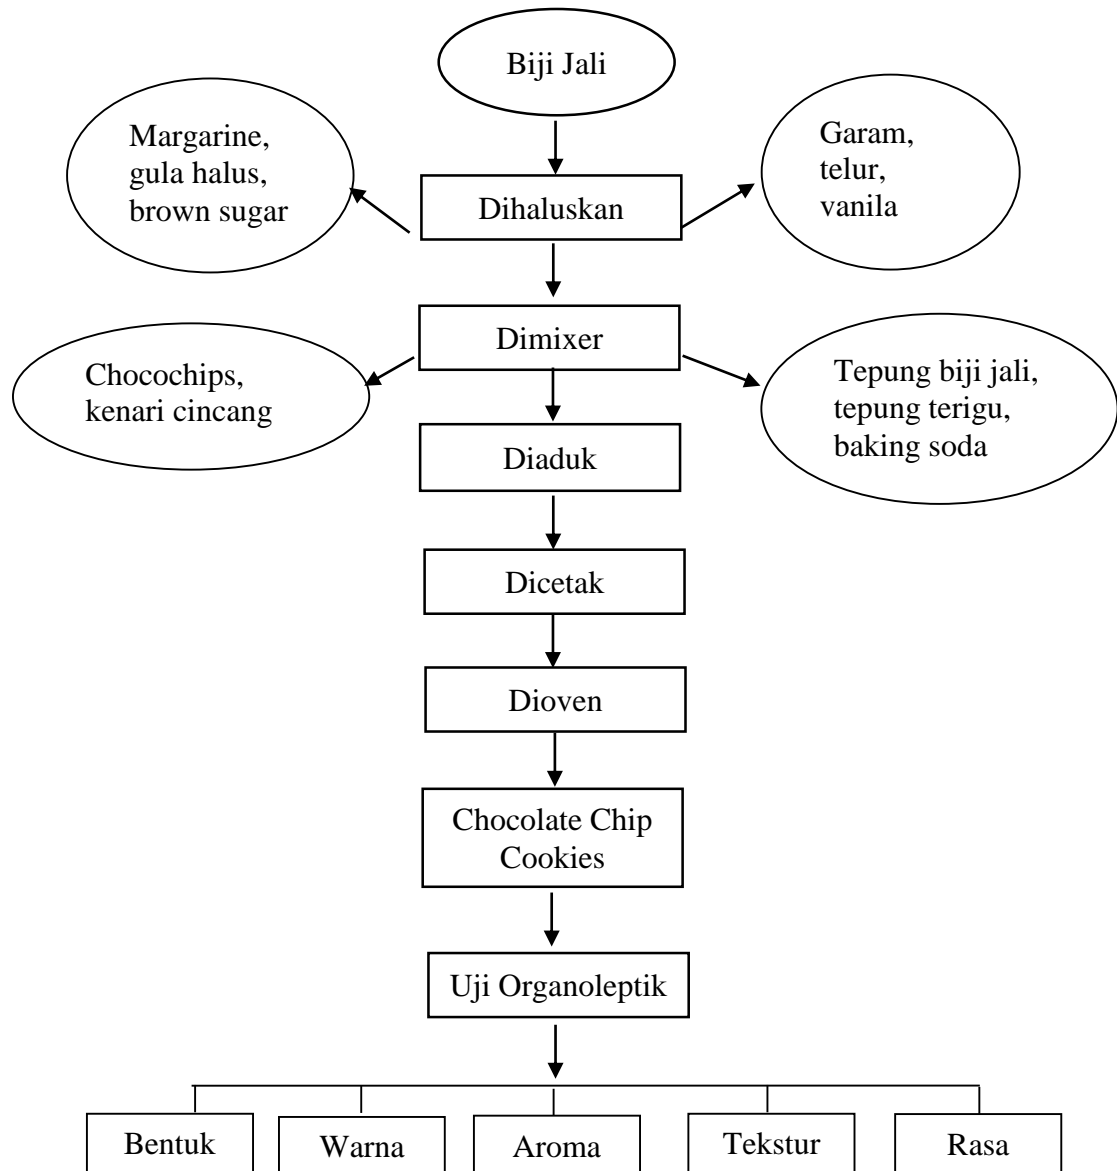 Biji Jali
Margarine,
gula halus,
brown sugar
Garam,
telur,
vanila
Dihaluskan
Dimixer
Chocochips,
kenari cincang
Tepung biji jali,
tepung terigu,
baking soda
Diaduk
Dicetak
Dioven
Chocolate Chip
Cookies
Uji Organoleptik
Bentuk
Warna
Aroma
Tekstur
Rasa